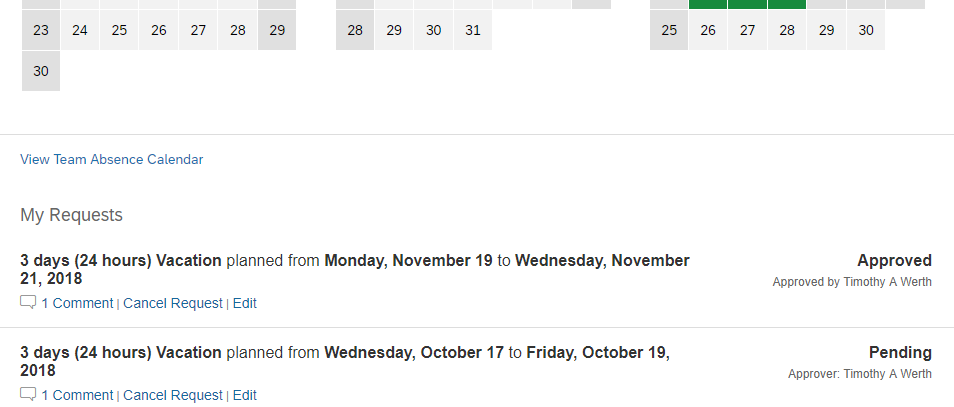 23 24 25 26 27 28 29 28 29 30 31 25 26 27 28 29 30
30
View Team Absence Calendar
My Requests
3 days (24 hours) Vacation planned from Monday, November 19 to Wednesday, November
21, 2018
Approved
Approved by Timothy A Werth
1 Comment | Cancel Request | Edit
3 days (24 hours) Vacation planned from Wednesday, October 17 to Friday, October 19,
2018
Pending
Approver: Timothy A Werth
1 Comment | Cancel Request | Edit